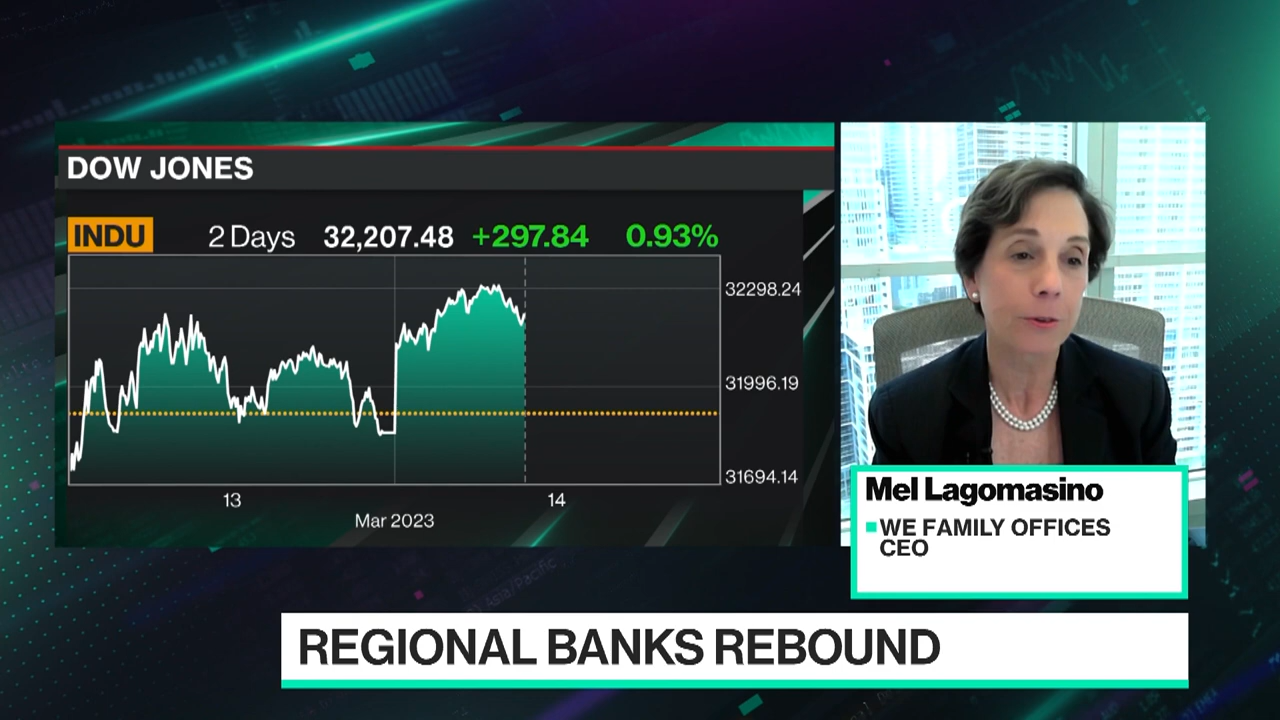 DOW JONES
INDU 2 Days 32,207.48 +297.84 0.93%
32298.24
31996.19
31694.14
13 14
Mar 2023
Mel Lagomasino
WE FAMILY OFFICES
CEO
REGIONAL BANKS REBOUND